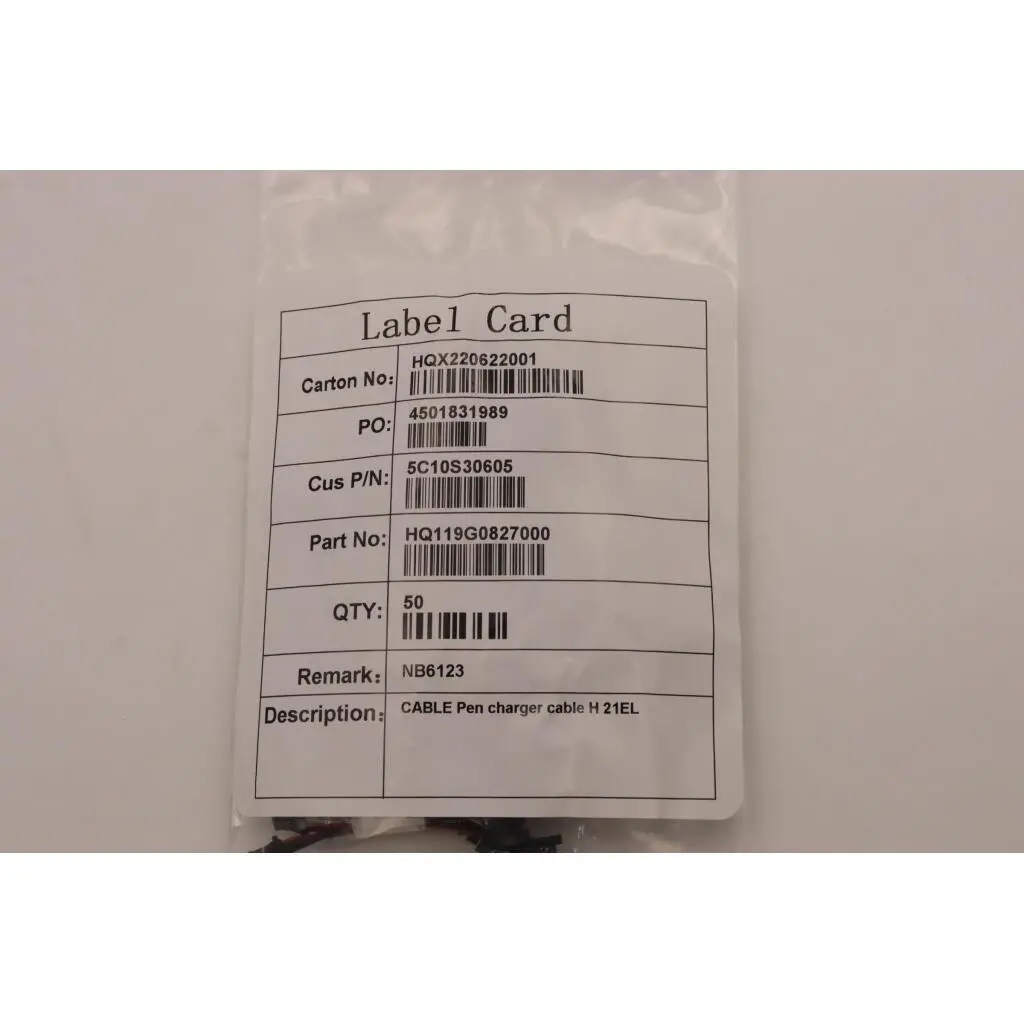 Label Card
Carton No: HQX220622001
PO: 4501831989
Cus P/N: 5C10S30605
Part No: HQ119G0827000
QTY: 50
Remark: NB6123
Description: CABLE Pen charger cable H 21EL